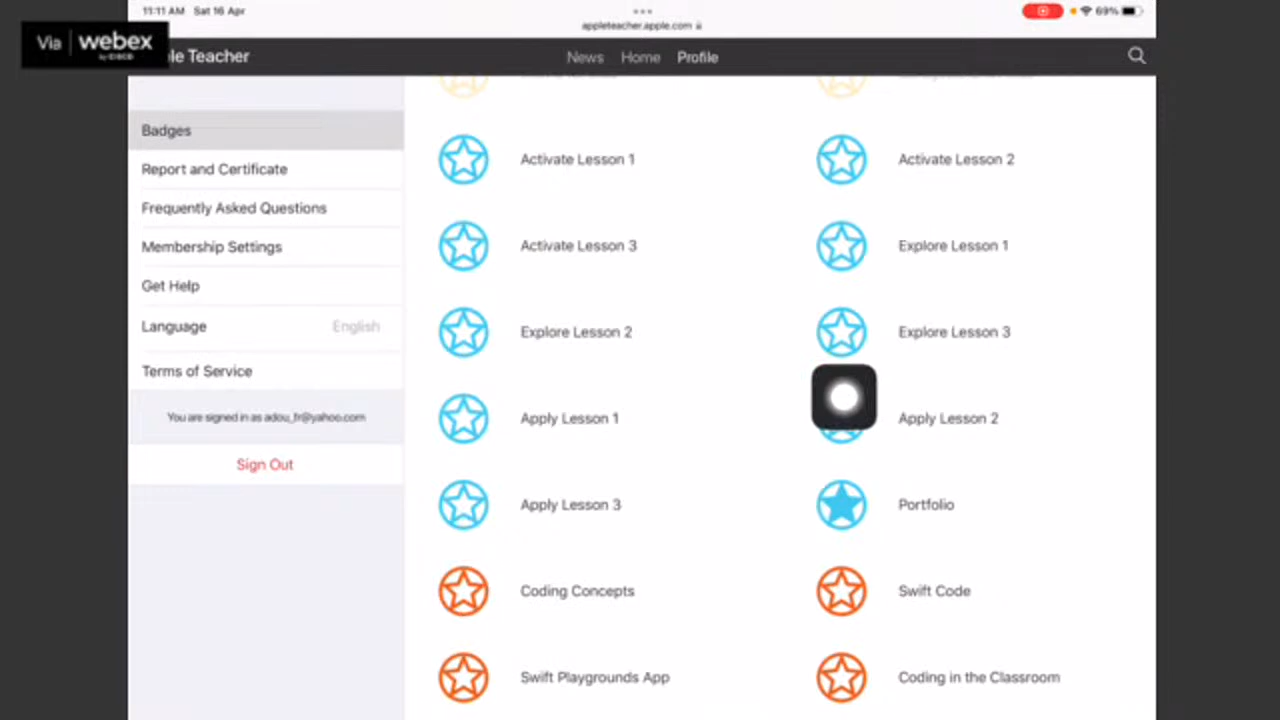 11:11 AM Sat 16 Apr
appleteacher.apple.com
69%
Via webex
by CISCO
le Teacher
News Home Profile
Badges
Report and Certificate
Frequently Asked Questions
Membership Settings
Get Help
Language English
Terms of Service
You are signed in as adou_fr@yahoo.com
Sign Out
Activate Lesson 1
Activate Lesson 2
Activate Lesson 3
Explore Lesson 1
Explore Lesson 2
Explore Lesson 3
Apply Lesson 1
Apply Lesson 2
Apply Lesson 3
Portfolio
Coding Concepts
Swift Code
Swift Playgrounds App
Coding in the Classroom